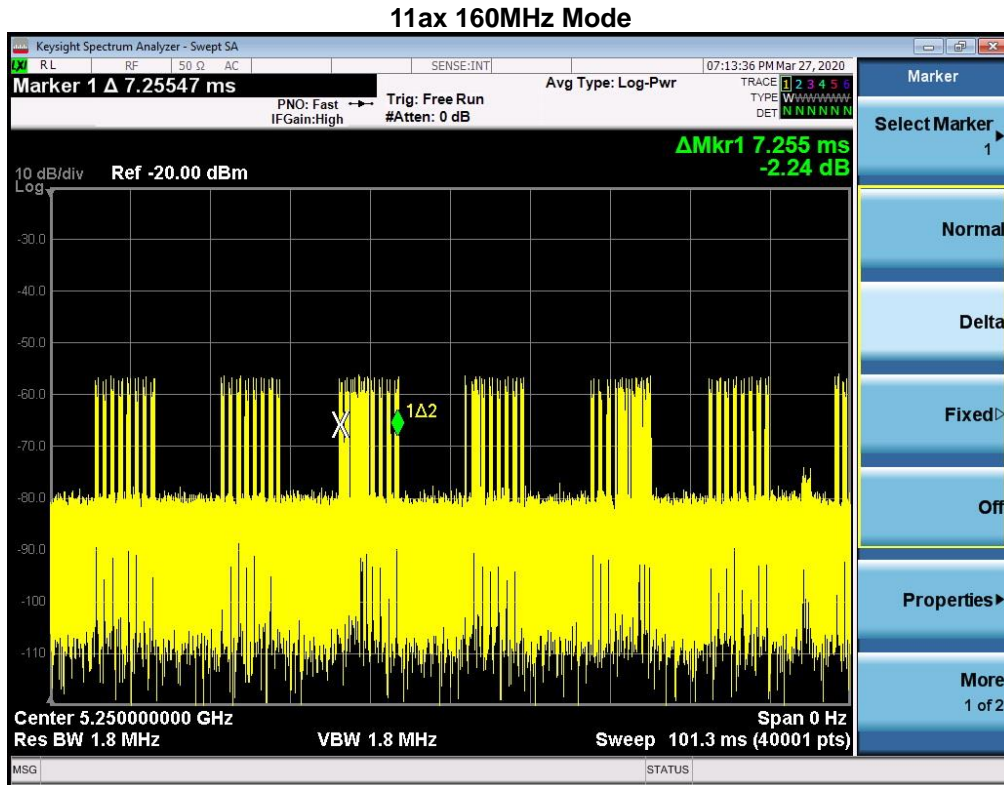 11ax 160MHz Mode
Keysight Spectrum Analyzer - Swept SA
LXI RL RF 50 Ω AC SENSE:INT 07:13:36 PM Mar 27, 2020
Marker 1 Δ 7.25547 ms
PNO: Fast
IFGain:High
Trig: Free Run
#Atten: 0 dB
Avg Type: Log-Pwr
TRACE 1 2 3 4 5 6
TYPE WWWWWW
DET N N N N N N
ΔMkr1 7.255 ms
-2.24 dB
10 dB/div Ref -20.00 dBm
Log
-30.0
-40.0
-50.0
-60.0
-70.0
-80.0
-90.0
-100
-110
X
1Δ2
Center 5.250000000 GHz Span 0 Hz
Res BW 1.8 MHz VBW 1.8 MHz Sweep 101.3 ms (40001 pts)
MSG STATUS
Marker
Select Marker
1
Normal
Delta
Fixed
Off
Properties
More
1 of 2